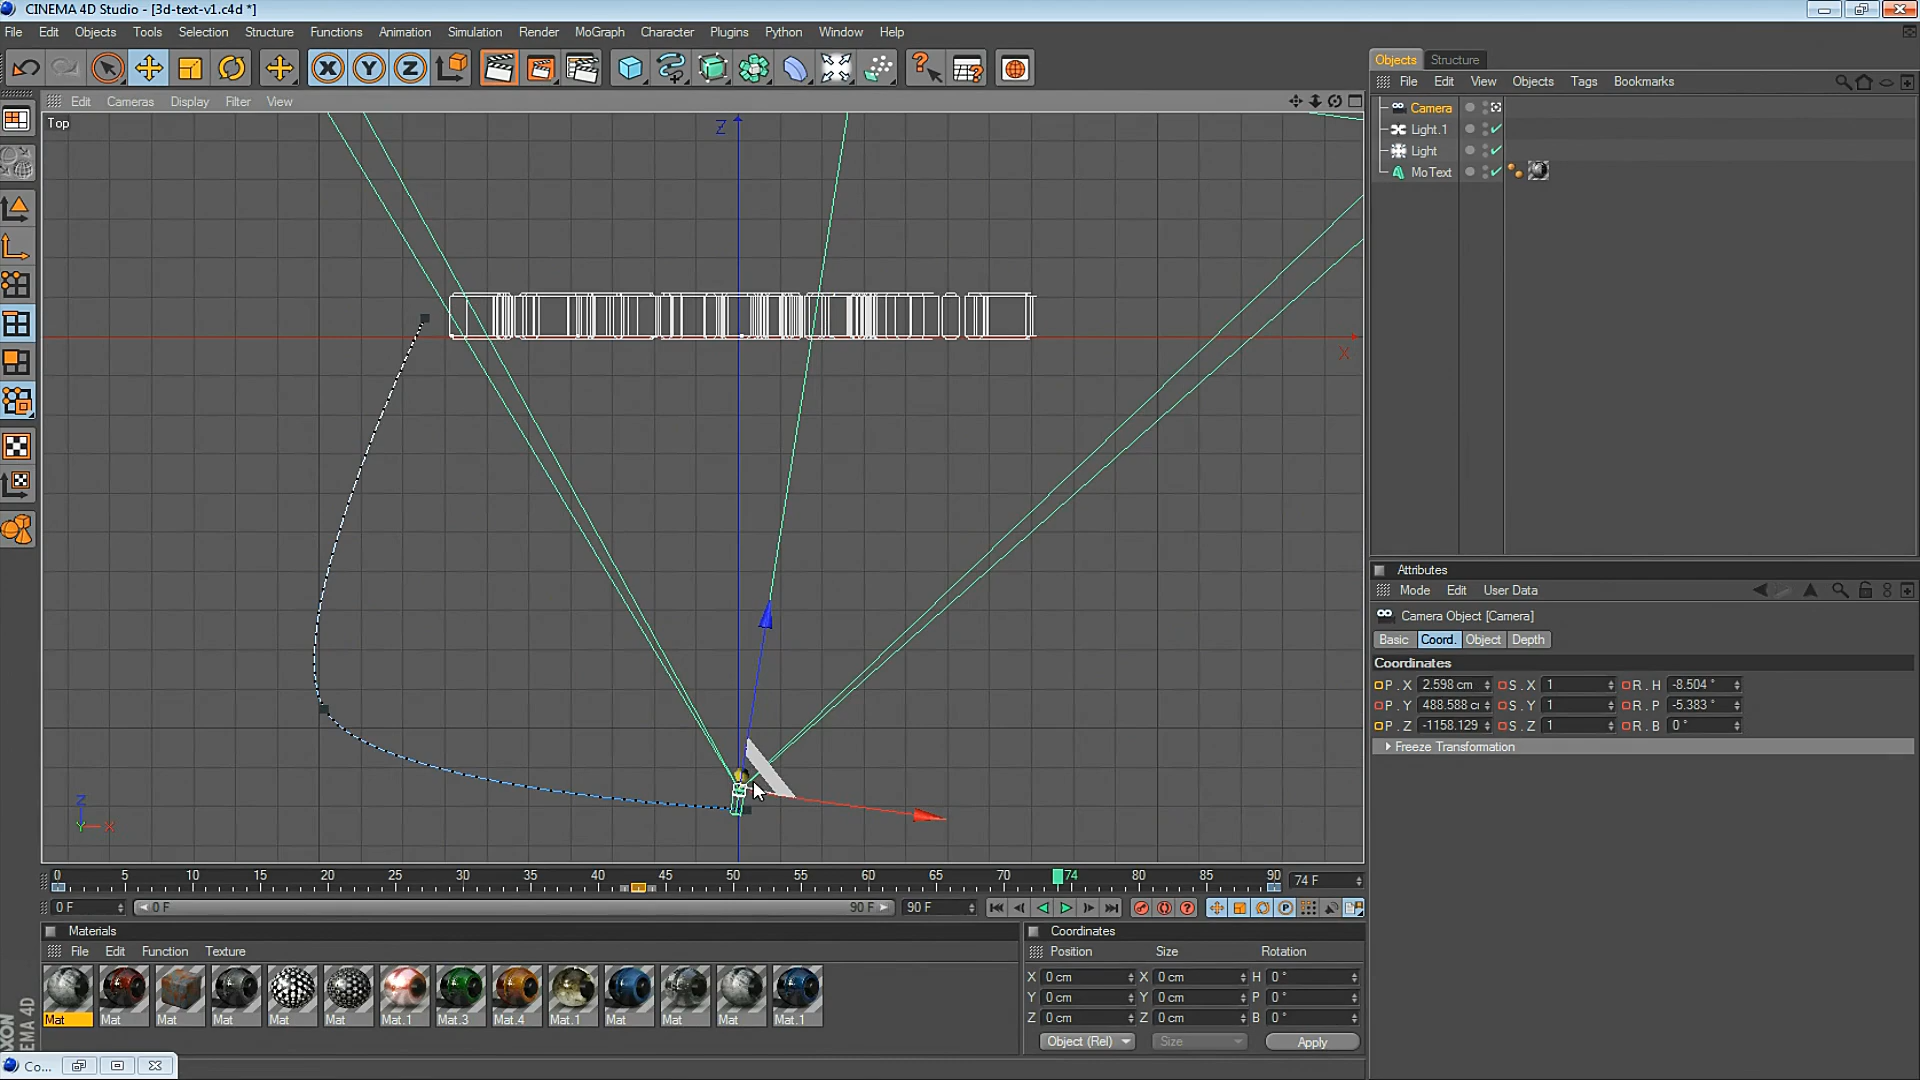 CINEMA 4D Studio - [3d-text-v1.c4d *]
File Edit Objects Tools Selection Structure Functions Animation Simulation Render MoGraph Character Plugins Python Window Help
Edit Cameras Display Filter View
Top
Z
X
Z
Y X
0 5 10 15 20 25 30 35 40 45 50 55 60 65 70 74 80 85 90 74 F
0 F 0 F 90 F 90 F
Materials
File Edit Function Texture
Mat Mat Mat Mat Mat Mat Mat.1 Mat.3 Mat.4 Mat.1 Mat Mat Mat Mat.1
Coordinates
Position Size Rotation
X 0 cm X 0 cm H 0 °
Y 0 cm Y 0 cm P 0 °
Z 0 cm Z 0 cm B 0 °
Object (Rel) Size Apply
Objects Structure
File Edit View Objects Tags Bookmarks
Camera
Light.1
Light
MoText
Attributes
Mode Edit User Data
Camera Object [Camera]
Basic Coord. Object Depth
Coordinates
P . X 2.598 cm S . X 1 R . H -8.504 °
P . Y 488.588 c S . Y 1 R . P -5.383 °
P . Z -1158.129 S . Z 1 R . B 0 °
Freeze Transformation
Co...